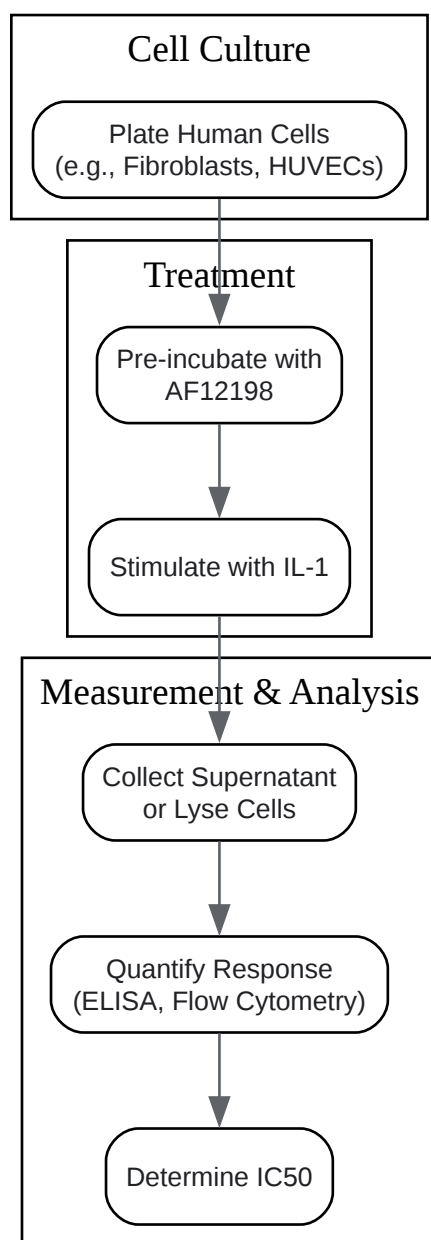 Cell Culture
Plate Human Cells
(e.g., Fibroblasts, HUVECs)
Treatment
Pre-incubate with
AF12198
Stimulate with IL-1
Measurement & Analysis
Collect Supernatant
or Lyse Cells
Quantify Response
(ELISA, Flow Cytometry)
Determine IC50